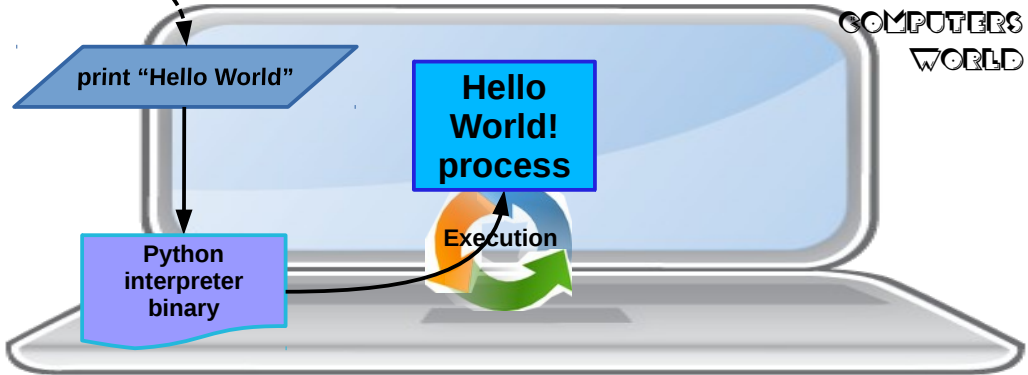 COMPUTERS
WORLD
print “Hello World”
Hello
World!
process
Execution
Python
interpreter
binary